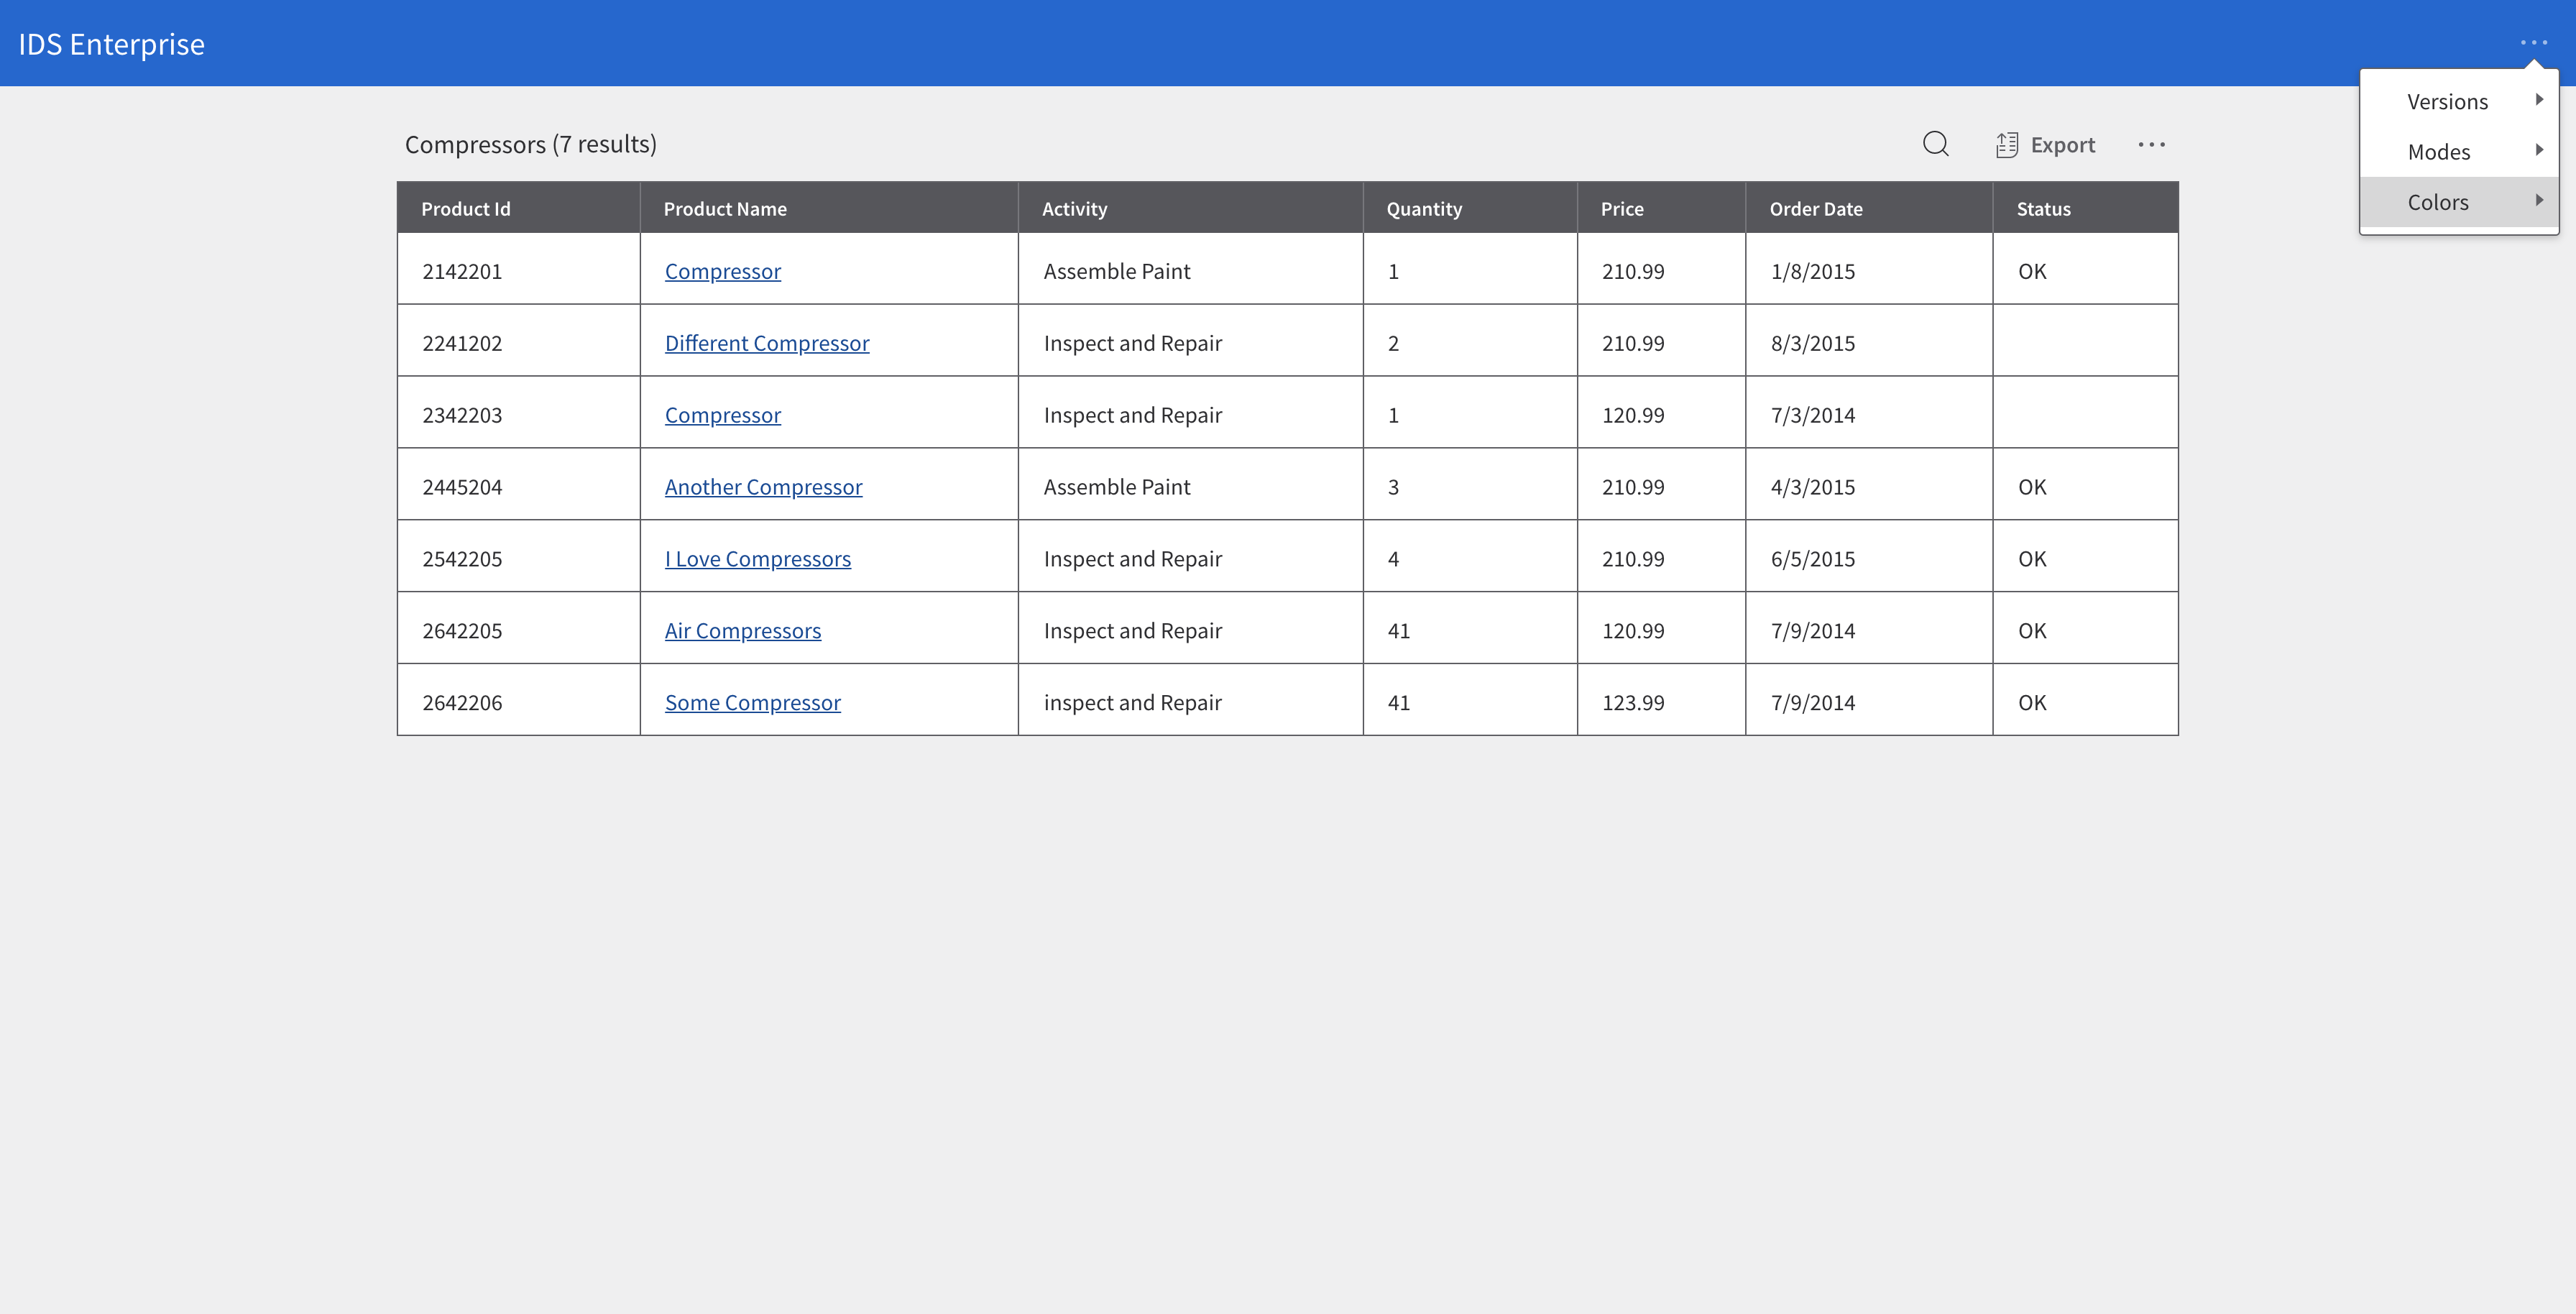 IDS Enterprise
Versions
Modes
Colors
Compressors (7 results)
Export
Product Id Product Name Activity Quantity Price Order Date Status
2142201 Compressor Assemble Paint 1 210.99 1/8/2015 OK
2241202 Different Compressor Inspect and Repair 2 210.99 8/3/2015
2342203 Compressor Inspect and Repair 1 120.99 7/3/2014
2445204 Another Compressor Assemble Paint 3 210.99 4/3/2015 OK
2542205 I Love Compressors Inspect and Repair 4 210.99 6/5/2015 OK
2642205 Air Compressors Inspect and Repair 41 120.99 7/9/2014 OK
2642206 Some Compressor inspect and Repair 41 123.99 7/9/2014 OK